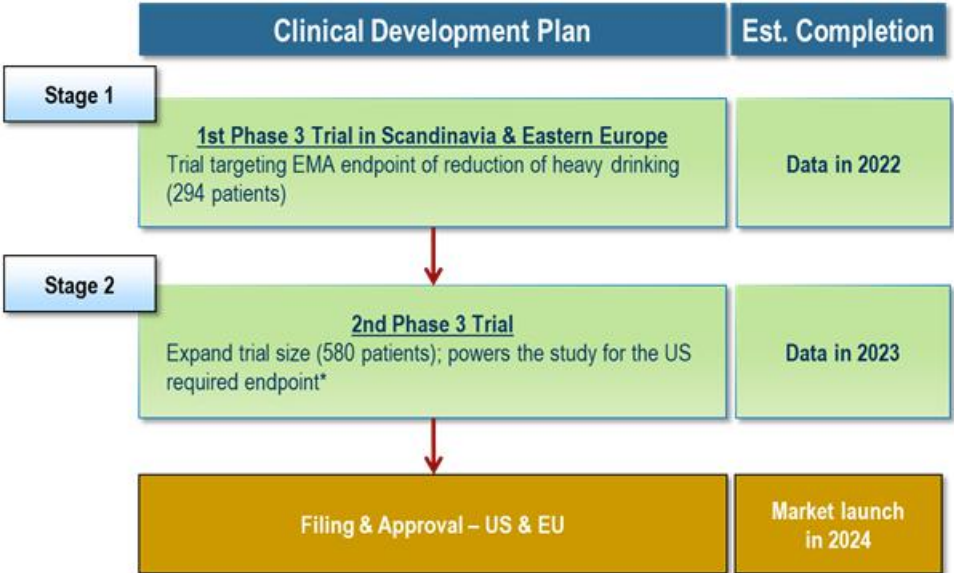 Clinical Development Plan
Est. Completion
Stage 1
1st Phase 3 Trial in Scandinavia & Eastern Europe
Trial targeting EMA endpoint of reduction of heavy drinking
(294 patients)
Data in 2022
Stage 2
2nd Phase 3 Trial
Expand trial size (580 patients); powers the study for the US
required endpoint*
Data in 2023
Filing & Approval – US & EU
Market launch
in 2024